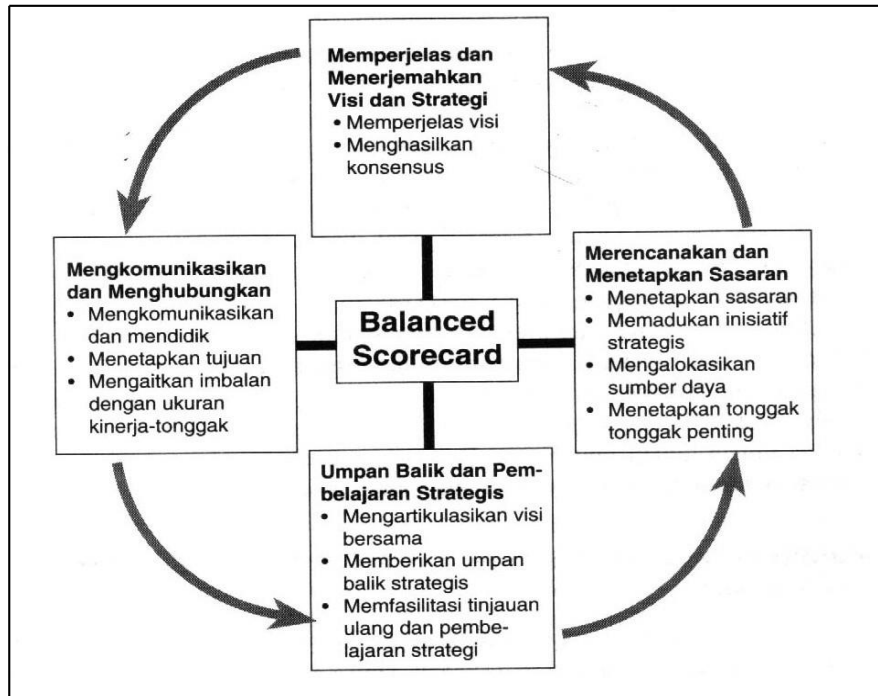 Memperjelas dan
Menerjemahkan
Visi dan Strategi
• Memperjelas visi
• Menghasilkan
konsensus
Mengkomunikasikan
dan Menghubungkan
• Mengkomunikasikan
dan mendidik
• Menetapkan tujuan
• Mengaitkan imbalan
dengan ukuran
kinerja-tonggak
Balanced
Scorecard
Merencanakan dan
Menetapkan Sasaran
• Menetapkan sasaran
• Memadukan inisiatif
strategis
• Mengalokasikan
sumber daya
• Menetapkan tonggak
tonggak penting
Umpan Balik dan Pem-
belajaran Strategis
• Mengartikulasikan visi
bersama
• Memberikan umpan
balik strategis
• Memfasilitasi tinjauan
ulang dan pembe-
lajaran strategi